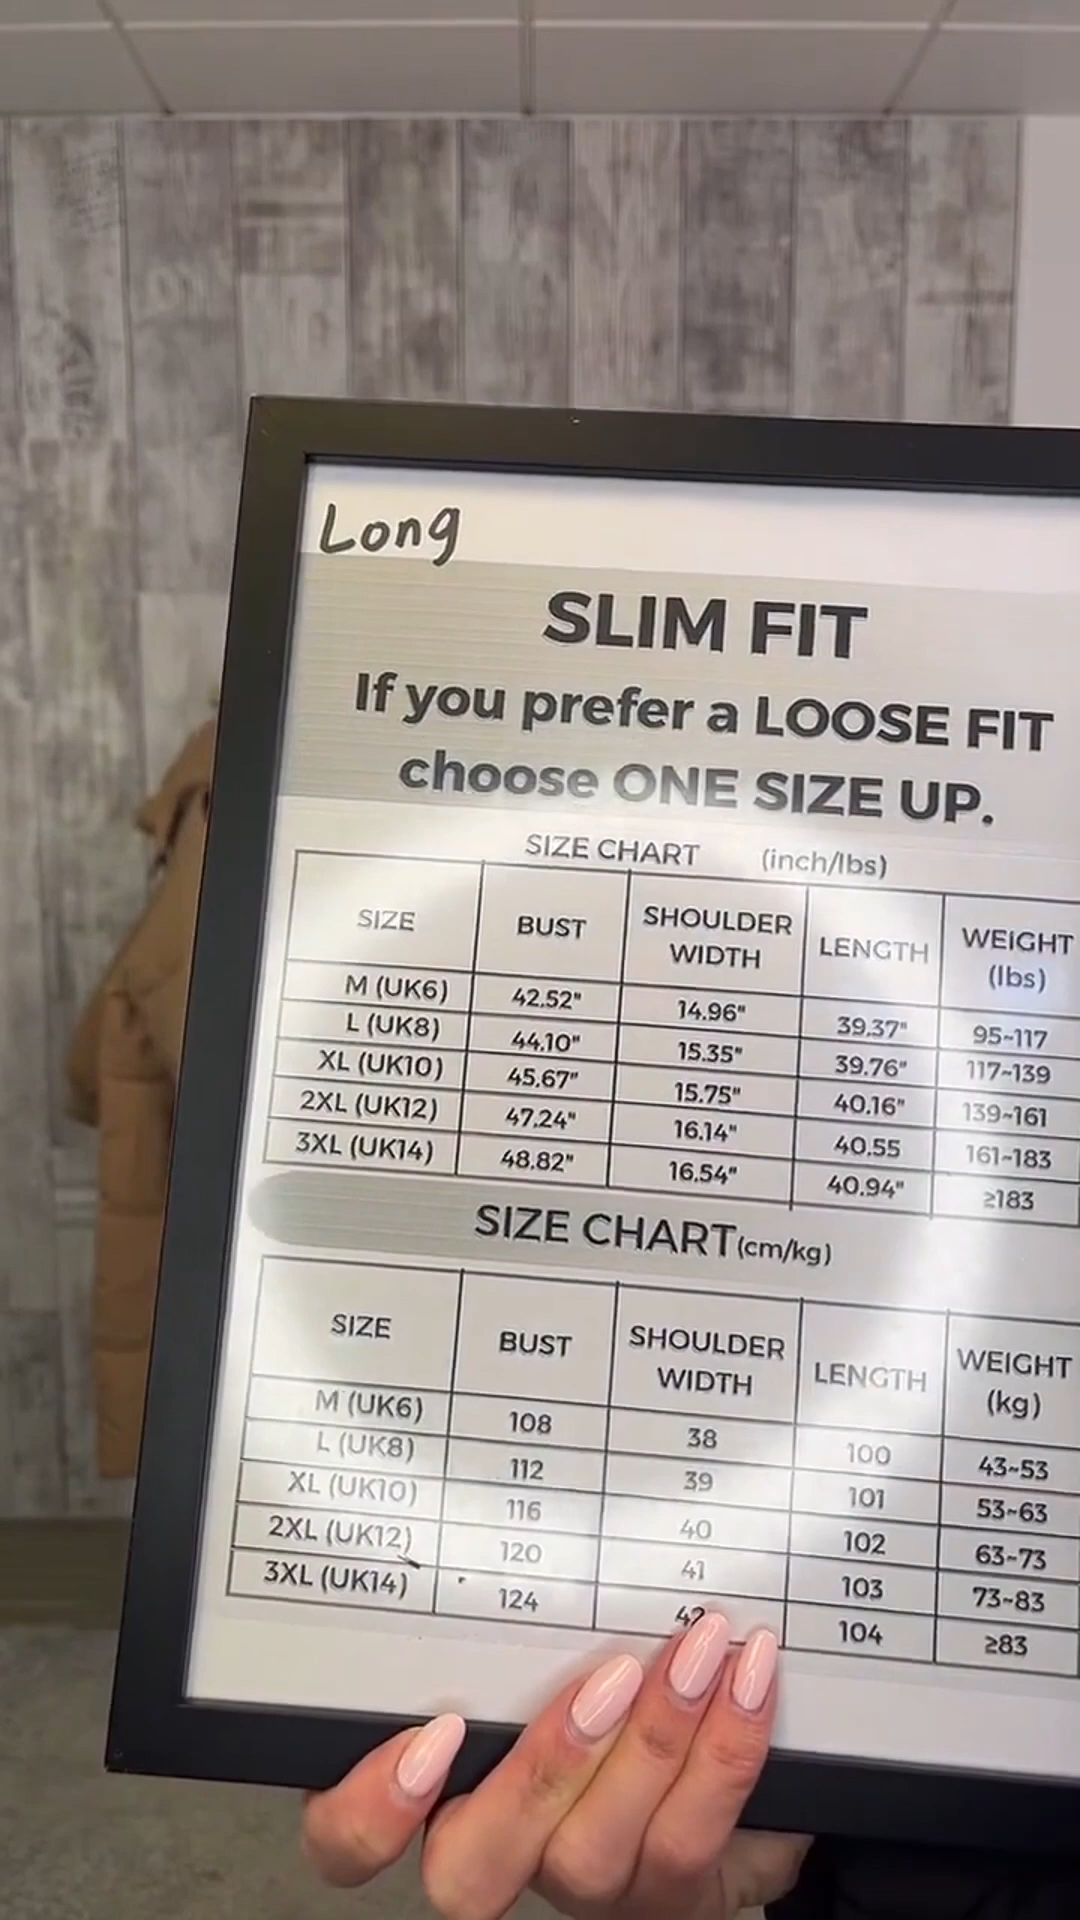 Long
SLIM FIT
If you prefer a LOOSE FIT
choose ONE SIZE UP.
SIZE CHART (inch/lbs)
SIZE BUST SHOULDER WIDTH LENGTH WEIGHT (lbs)
M (UK6) 42.52" 14.96" 39.37" 95~117
L (UK8) 44.10" 15.35" 39.76" 117~139
XL (UK10) 45.67" 15.75" 40.16" 139~161
2XL (UK12) 47.24" 16.14" 40.55 161~183
3XL (UK14) 48.82" 16.54" 40.94" ≥183
SIZE CHART(cm/kg)
SIZE BUST SHOULDER WIDTH LENGTH WEIGHT (kg)
M (UK6) 108 38 100 43~53
L (UK8) 112 39 101 53~63
XL (UK10) 116 40 102 63~73
2XL (UK12) 120 41 103 73~83
3XL (UK14) 124 42 104 ≥83